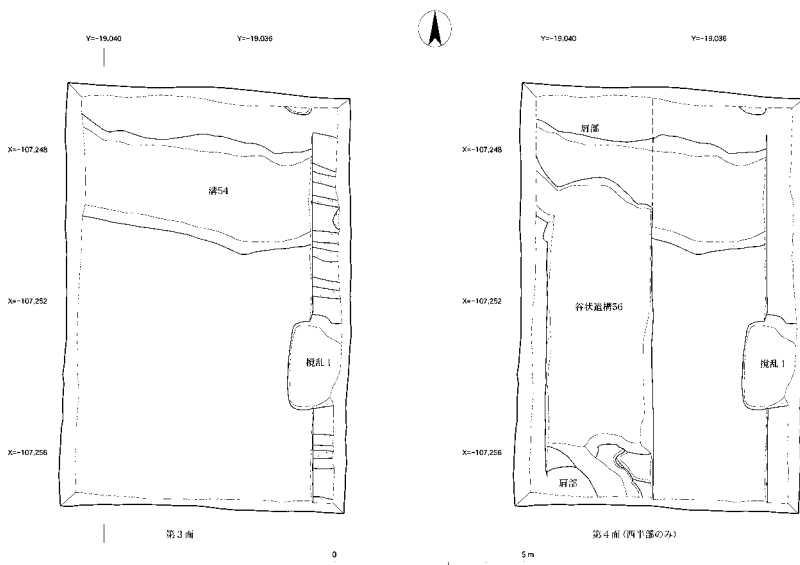 Y=-19,040
Y=-19,036
X=-107,248
溝54
X=-107,252
撹乱1
X=-107,256
第3面
Y=-19,040
Y=-19,036
X=-107,248
肩部
X=-107,252
谷状遺構56
撹乱1
X=-107,256
肩部
第4面(西半部のみ)
0
5m